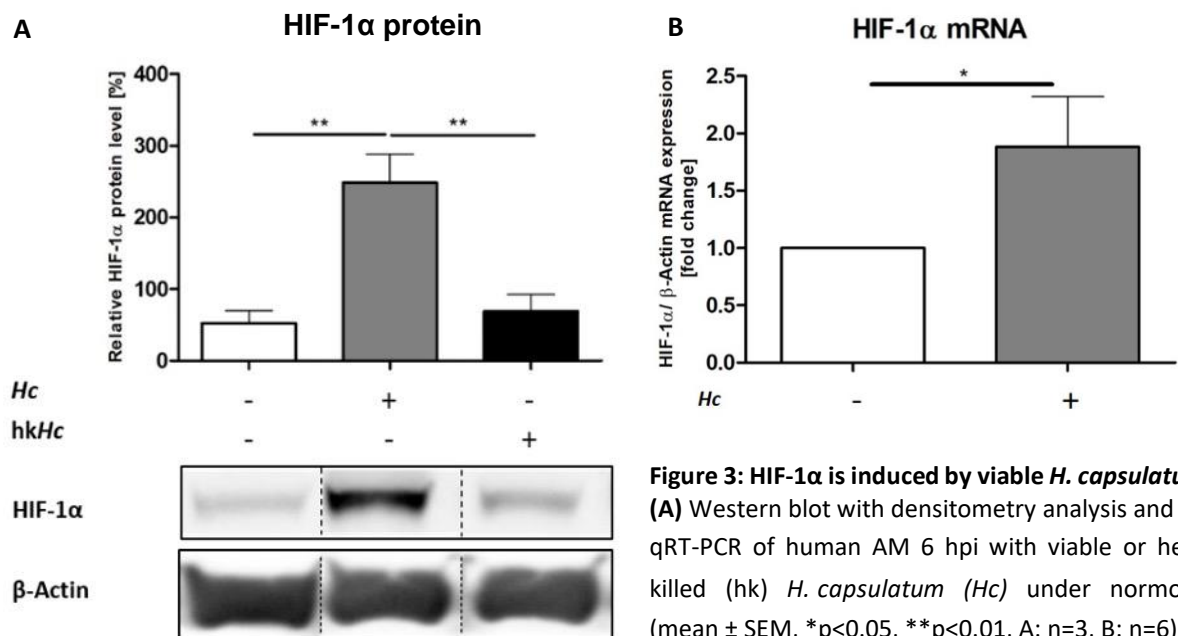 A
HIF-1α protein
Relative HIF-1α protein level [%]
400
300
200
100
0
**
**
Hc - + -
hkHc - - +
HIF-1α
β-Actin
B
HIF-1α mRNA
HIF-1α/ β-Actin mRNA expression
[fold change]
2.5
2.0
1.5
1.0
0.5
0.0
*
Hc - +
Figure 3: HIF-1α is induced by viable H. capsulatu
(A) Western blot with densitometry analysis and
qRT-PCR of human AM 6 hpi with viable or he
killed (hk) H. capsulatum (Hc) under normo
(mean ± SEM, *p<0.05, **p<0.01, A: n=3, B: n=6)